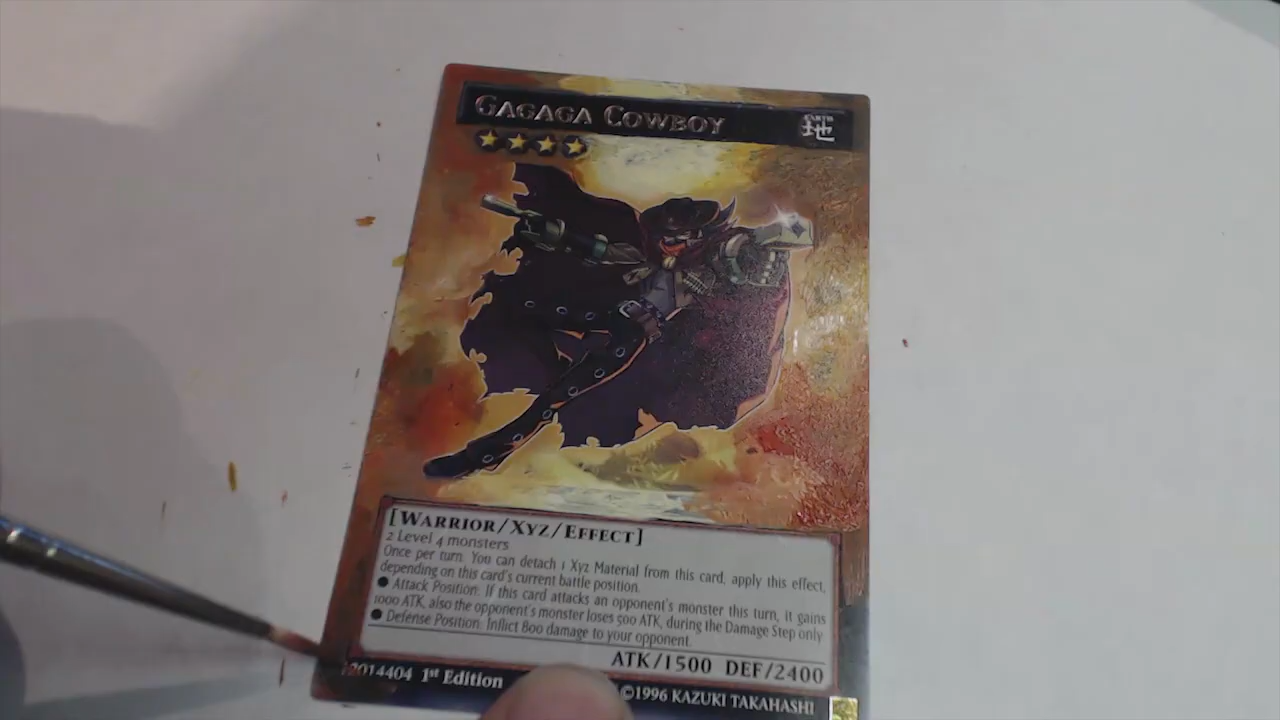 GAGAGA COWBOY
EARTH
地
[WARRIOR/XYZ/EFFECT]
2 Level 4 monsters
Once per turn: You can detach 1 Xyz Material from this card, apply this effect,
depending on this card's current battle position.
● Attack Position: If this card attacks an opponent's monster this turn, it gains
1000 ATK, also the opponent's monster loses 500 ATK, during the Damage Step only
● Defense Position: Inflict 800 damage to your opponent.
ATK/1500 DEF/2400
2014404 1st Edition
©1996 KAZUKI TAKAHASHI